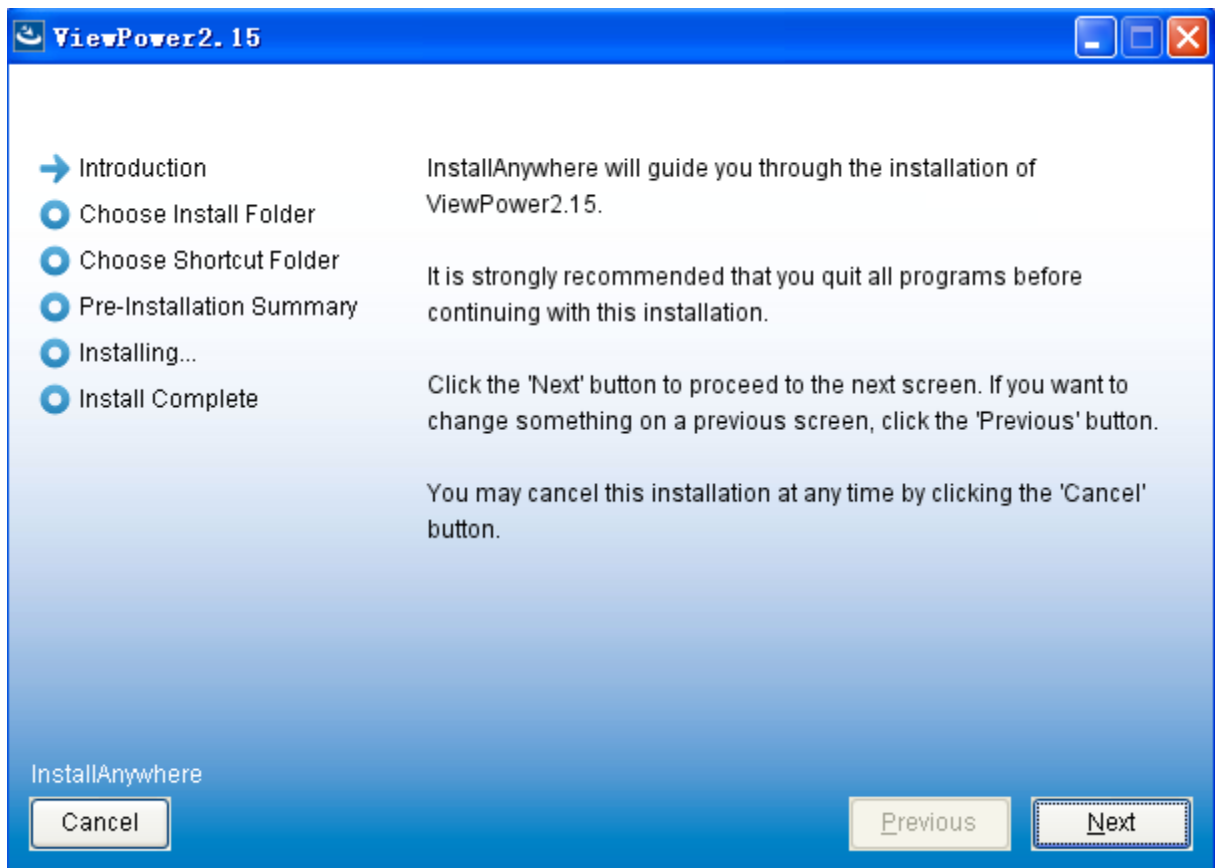 ViewPower2.15
Introduction
Choose Install Folder
Choose Shortcut Folder
Pre-Installation Summary
Installing...
Install Complete
InstallAnywhere will guide you through the installation of
ViewPower2.15.
It is strongly recommended that you quit all programs before
continuing with this installation.
Click the 'Next' button to proceed to the next screen. If you want to
change something on a previous screen, click the 'Previous' button.
You may cancel this installation at any time by clicking the 'Cancel'
button.
InstallAnywhere
Cancel
Previous
Next